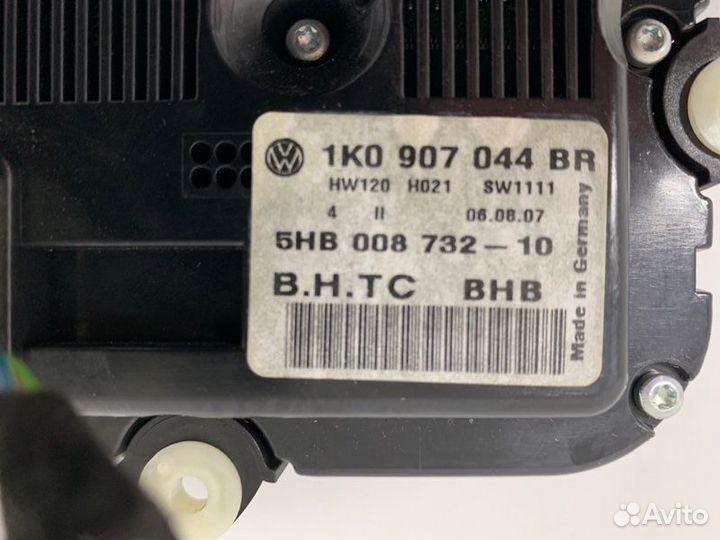 1K0 907 044 BR
HW120 H021 SW1111
4 II 06.08.07
5HB 008 732-10
B.H.TC BHB
Made in Germany
Avito